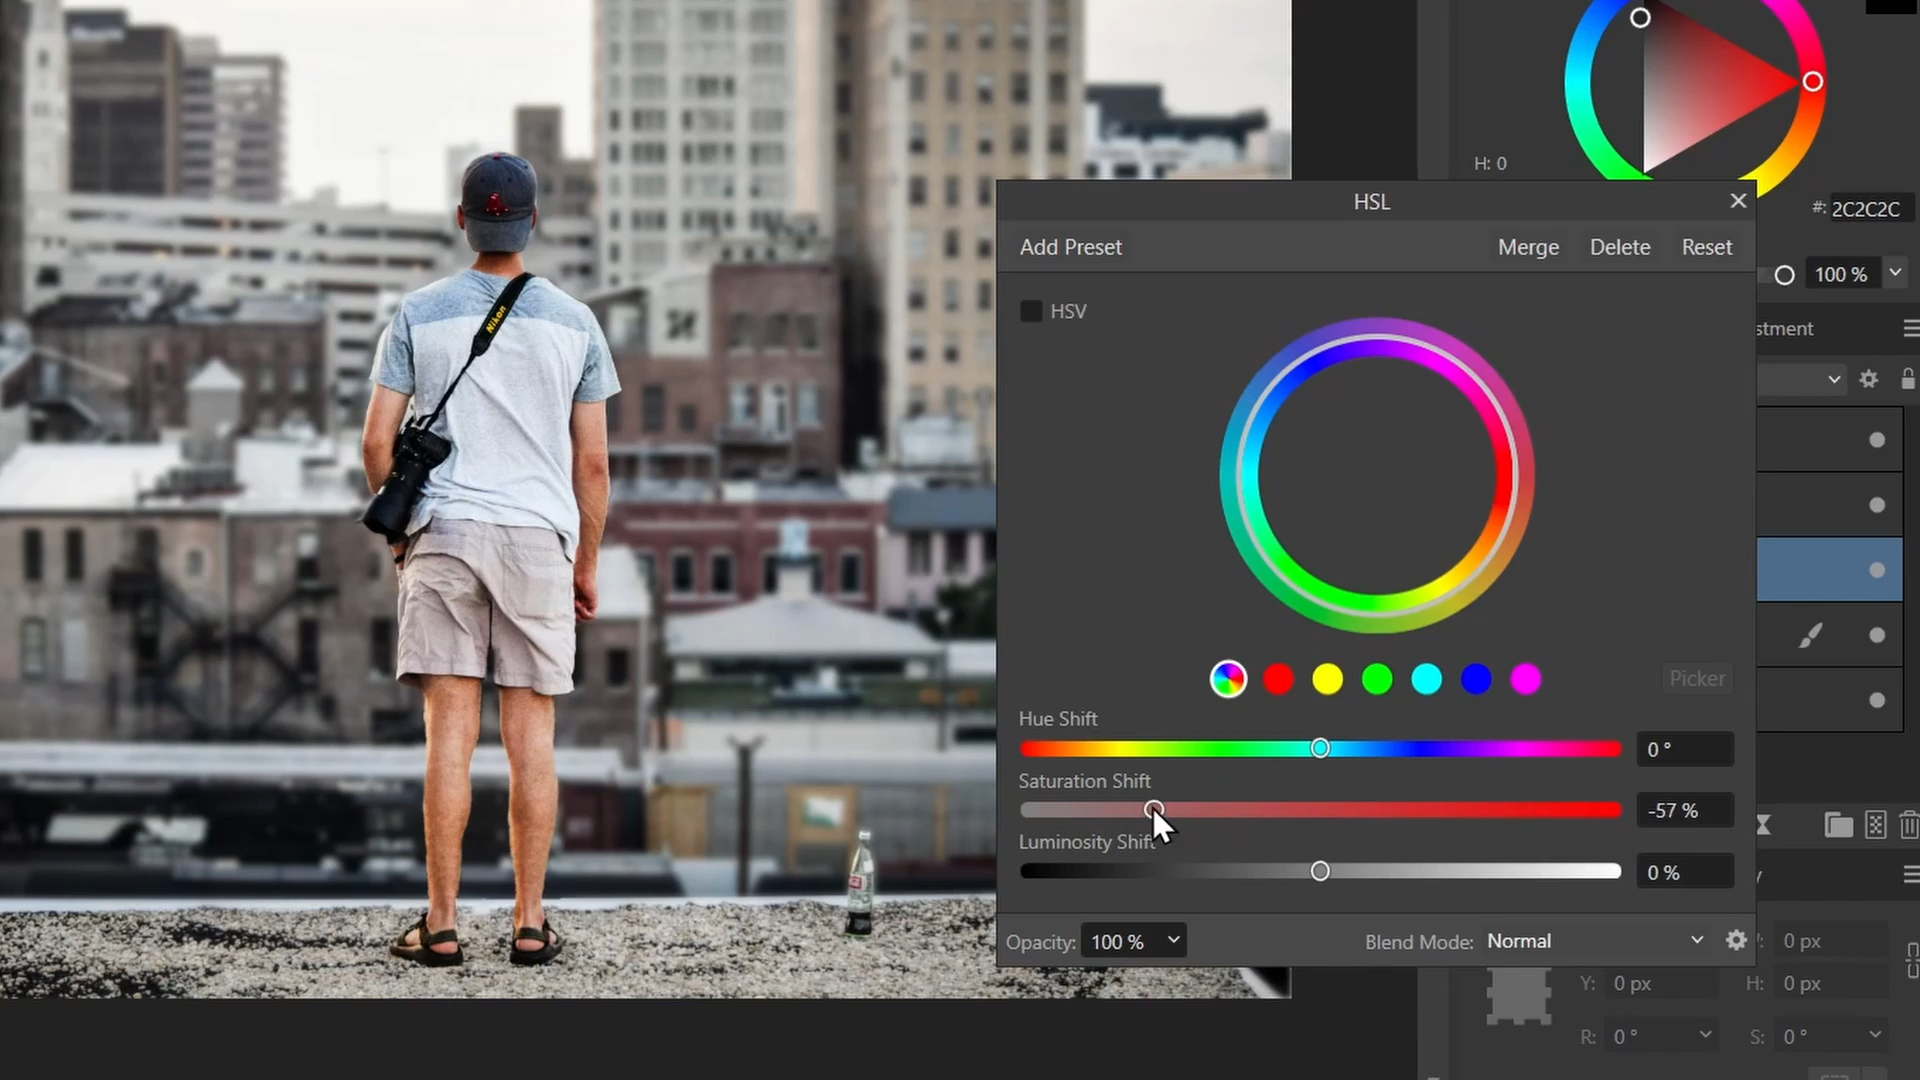 H: 0
#: 2C2C2C
HSL
Add Preset
Merge
Delete
Reset
100 %
HSV
stment
Nikon
Picker
Hue Shift
0 °
Saturation Shift
-57 %
Luminosity Shift
0 %
Opacity: 100 %
Blend Mode: Normal
0 px
Y: 0 px
H: 0 px
R: 0 °
S: 0 °